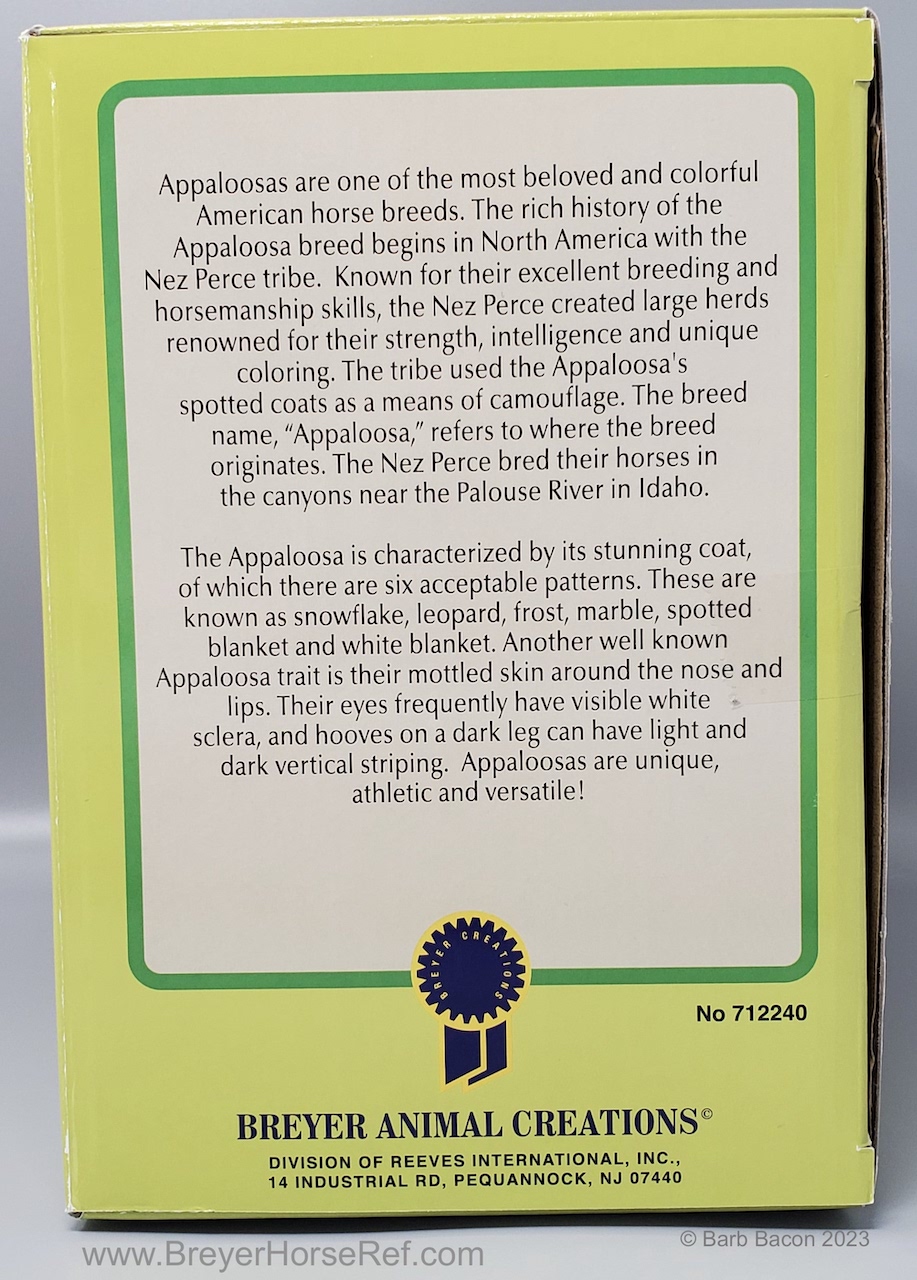 Appaloosas are one of the most beloved and colorful
American horse breeds. The rich history of the
Appaloosa breed begins in North America with the
Nez Perce tribe.  Known for their excellent breeding and
horsemanship skills, the Nez Perce created large herds
renowned for their strength, intelligence and unique
coloring. The tribe used the Appaloosa's
spotted coats as a means of camouflage. The breed
name, “Appaloosa,” refers to where the breed
originates. The Nez Perce bred their horses in
the canyons near the Palouse River in Idaho.
The Appaloosa is characterized by its stunning coat,
of which there are six acceptable patterns. These are
known as snowflake, leopard, frost, marble, spotted
blanket and white blanket. Another well known
Appaloosa trait is their mottled skin around the nose and
lips. Their eyes frequently have visible white
sclera, and hooves on a dark leg can have light and
dark vertical striping.  Appaloosas are unique,
athletic and versatile!
BREYER CREATIONS
No 712240
BREYER ANIMAL CREATIONS©
DIVISION OF REEVES INTERNATIONAL, INC.,
14 INDUSTRIAL RD, PEQUANNOCK, NJ 07440
www.BreyerHorseRef.com
© Barb Bacon 2023